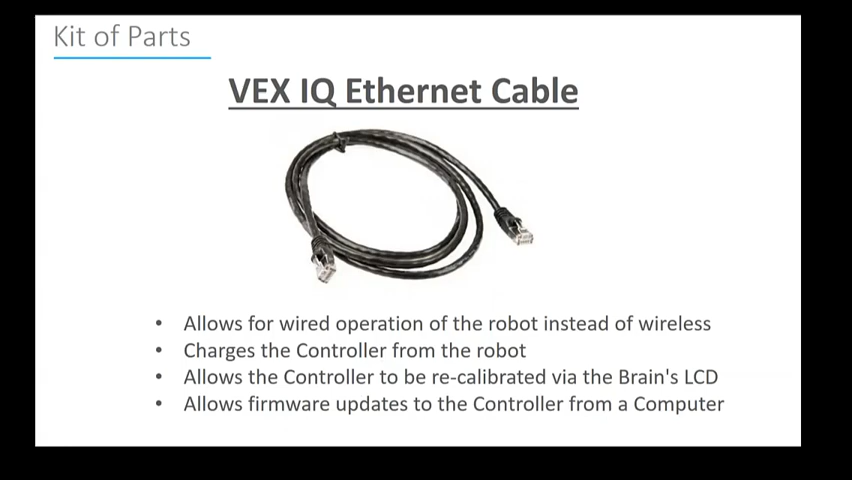 Kit of Parts
VEX IQ Ethernet Cable
• Allows for wired operation of the robot instead of wireless
• Charges the Controller from the robot
• Allows the Controller to be re-calibrated via the Brain's LCD
• Allows firmware updates to the Controller from a Computer